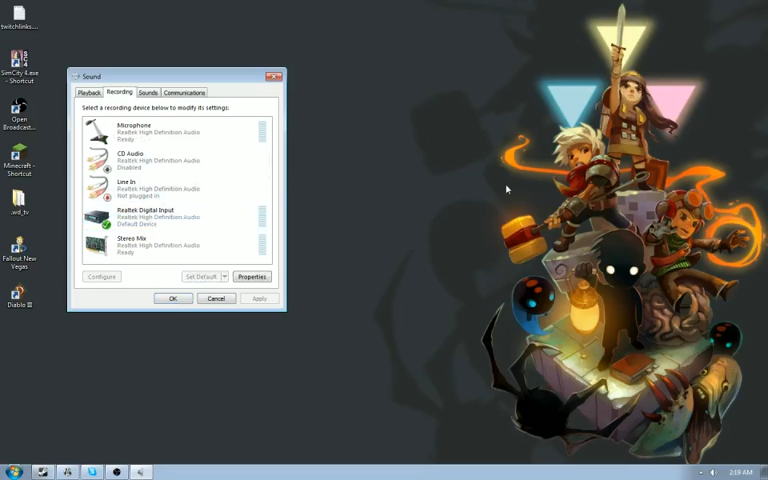 twitchlinks....
SimCity 4.exe
- Shortcut
Open
Broadcast...
Minecraft -
Shortcut
.wd_tv
Fallout New
Vegas
Diablo III
Sound
Playback
Recording
Sounds
Communications
Select a recording device below to modify its settings:
Microphone
Realtek High Definition Audio
Ready
CD Audio
Realtek High Definition Audio
Disabled
Line In
Realtek High Definition Audio
Not plugged in
Realtek Digital Input
Realtek High Definition Audio
Default Device
Stereo Mix
Realtek High Definition Audio
Ready
Configure
Set Default
Properties
OK
Cancel
Apply
2:19 AM